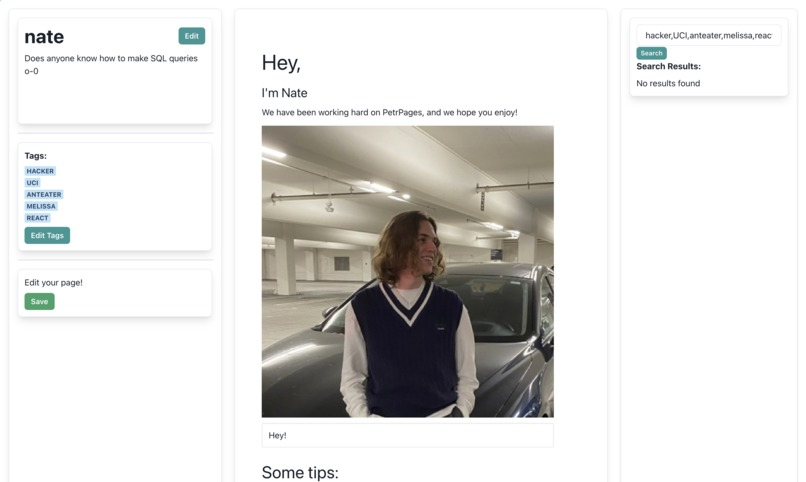 nate
Edit
Does anyone know how to make SQL queries
o-0
Tags:
HACKER
UCI
ANTEATER
MELISSA
REACT
Edit Tags
Edit your page!
Save
Hey,
I'm Nate
We have been working hard on PetrPages, and we hope you enjoy!
Hey!
Some tips:
hacker,UCI,anteater,melissa,reac
Search
Search Results:
No results found